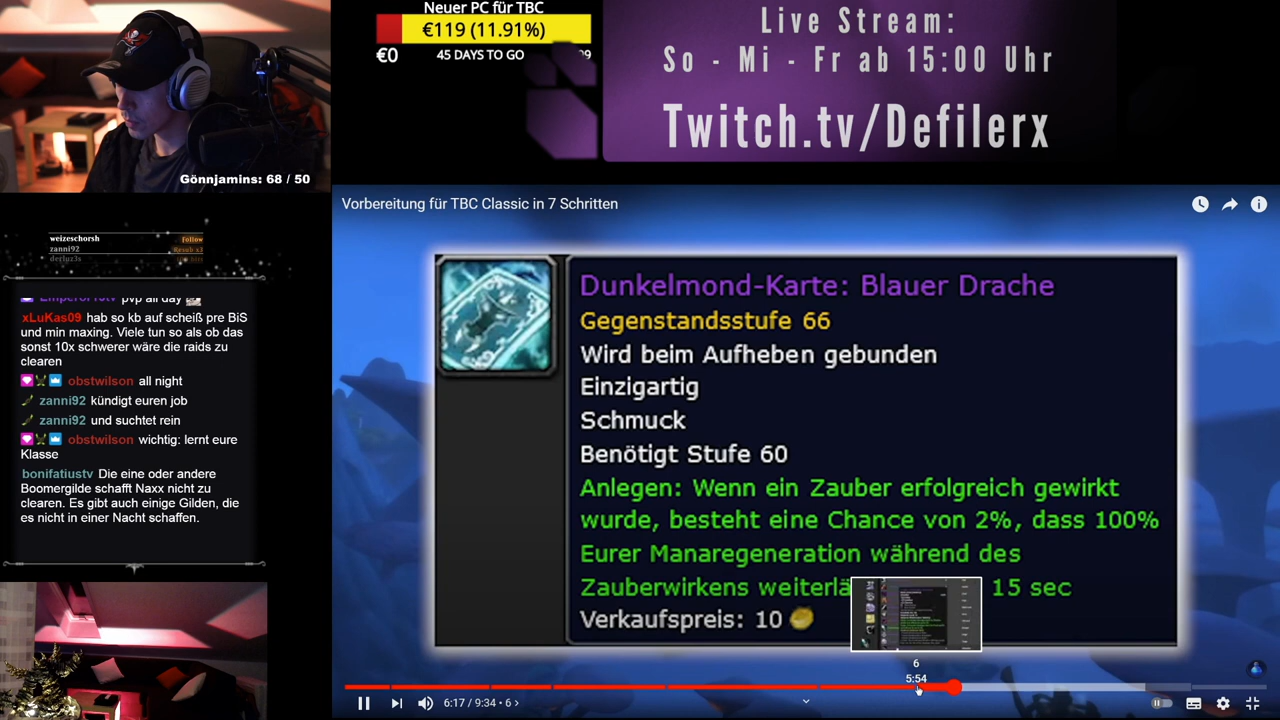 Neuer PC für TBC
€119 (11.91%)
€0
45 DAYS TO GO
Live Stream:
So - Mi - Fr ab 15:00 Uhr
Twitch.tv/Defilerx
Gönnjamins: 68 / 50
weizeschorsh follow
zanni92 Resub x3
derluz3s
pvp all day
xLuKas09 hab so kb auf scheiß pre BiS
und min maxing. Viele tun so als ob das
sonst 10x schwerer wäre die raids zu
clearen
obstwilson all night
zanni92 kündigt euren job
zanni92 und suchtet rein
obstwilson wichtig: lernt eure
Klasse
bonifatiustv Die eine oder andere
Boomergilde schafft Naxx nicht zu
clearen. Es gibt auch einige Gilden, die
es nicht in einer Nacht schaffen.
Vorbereitung für TBC Classic in 7 Schritten
Dunkelmond-Karte: Blauer Drache
Gegenstandsstufe 66
Wird beim Aufheben gebunden
Einzigartig
Schmuck
Benötigt Stufe 60
Anlegen: Wenn ein Zauber erfolgreich gewirkt
wurde, besteht eine Chance von 2%, dass 100%
Eurer Manaregeneration während des
Zauberwirkens 15 sec
Verkaufspreis: 10
6
5:54
6:17 / 9:34 • 6 >